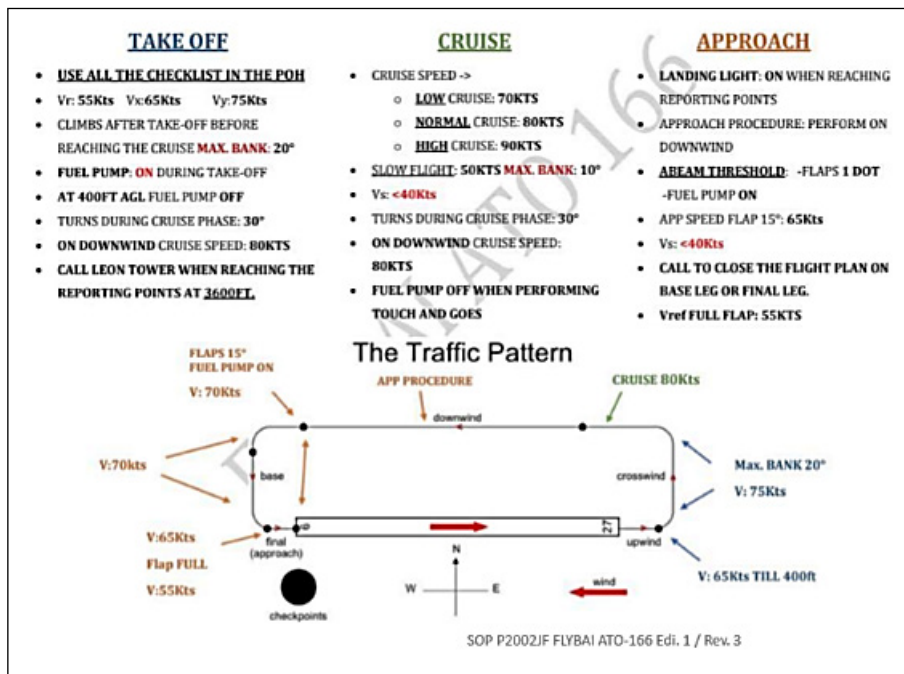 TAKE OFF
USE ALL THE CHECKLIST IN THE POH
Vr: 55Kts Vx:65Kts Vy:75Kts
CLIMBS AFTER TAKE-OFF BEFORE
REACHING THE CRUISE MAX. BANK: 20°
FUEL PUMP: ON DURING TAKE-OFF
AT 400FT AGL FUEL PUMP OFF
TURNS DURING CRUISE PHASE: 30°
ON DOWNWIND CRUISE SPEED: 80KTS
CALL LEON TOWER WHEN REACHING THE
REPORTING POINTS AT 3600FT.
CRUISE
CRUISE SPEED ->
LOW CRUISE: 70KTS
NORMAL CRUISE: 80KTS
HIGH CRUISE: 90KTS
SLOW FLIGHT: 50KTS MAX. BANK: 10°
Vs: <40Kts
TURNS DURING CRUISE PHASE: 30°
ON DOWNWIND CRUISE SPEED:
80KTS
FUEL PUMP OFF WHEN PERFORMING
TOUCH AND GOES
APPROACH
LANDING LIGHT: ON WHEN REACHING
REPORTING POINTS
APPROACH PROCEDURE: PERFORM ON
DOWNWIND
ABEAM THRESHOLD: -FLAPS 1 DOT
-FUEL PUMP ON
APP SPEED FLAP 15°: 65Kts
Vs: <40Kts
CALL TO CLOSE THE FLIGHT PLAN ON
BASE LEG OR FINAL LEG.
Vref FULL FLAP: 55KTS
The Traffic Pattern
FLAPS 15°
FUEL PUMP ON
V: 70Kts
APP PROCEDURE
CRUISE 80Kts
downwind
V:70kts
base
crosswind
Max. BANK 20°
V: 75Kts
V:65Kts
Flap FULL
V:55Kts
final
(approach)
27
upwind
V: 65Kts TILL 400ft
N
W E
S
wind
checkpoints
SOP P2002JF FLYBAI ATO-166 Edi. 1 / Rev. 3